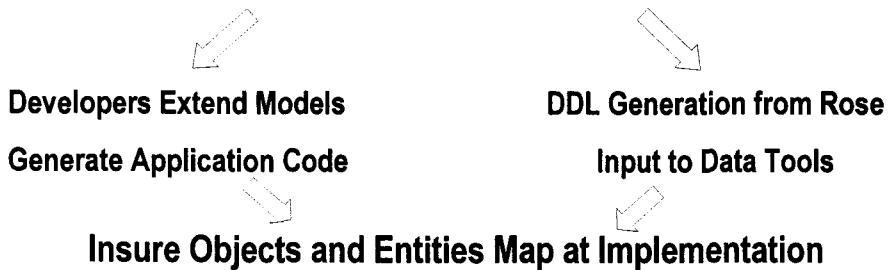 Developers Extend Models
Generate Application Code
DDL Generation from Rose
Input to Data Tools
Insure Objects and Entities Map at Implementation